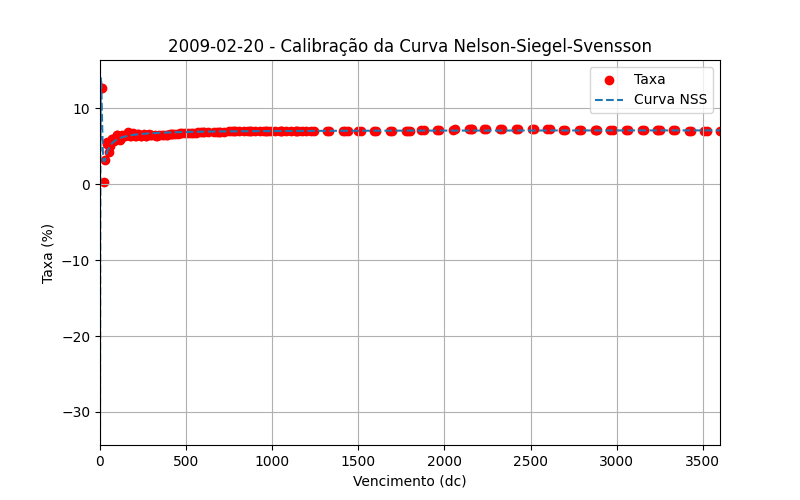 2009-02-20 - Calibração da Curva Nelson-Siegel-Svensson
Taxa
Curva NSS
Taxa (%)
10
0
−10
−20
−30
0 500 1000 1500 2000 2500 3000 3500
Vencimento (dc)